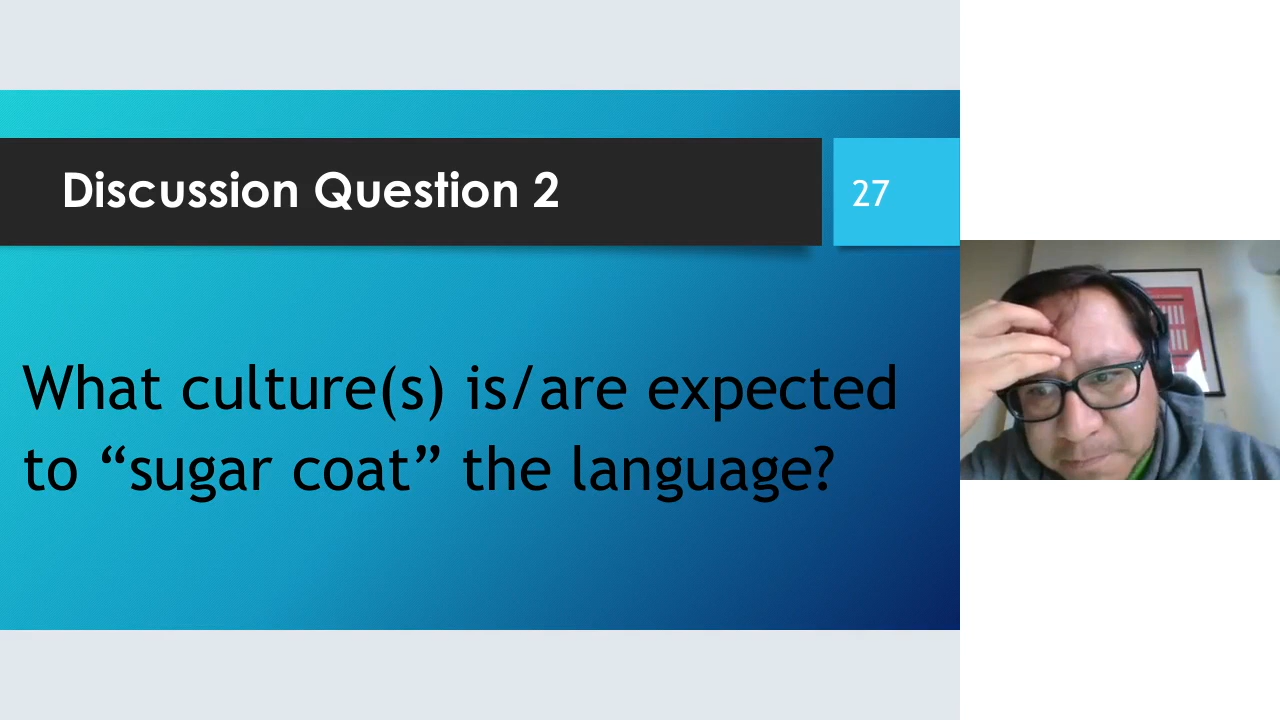 Discussion Question 2
27
What culture(s) is/are expected
to “sugar coat” the language?